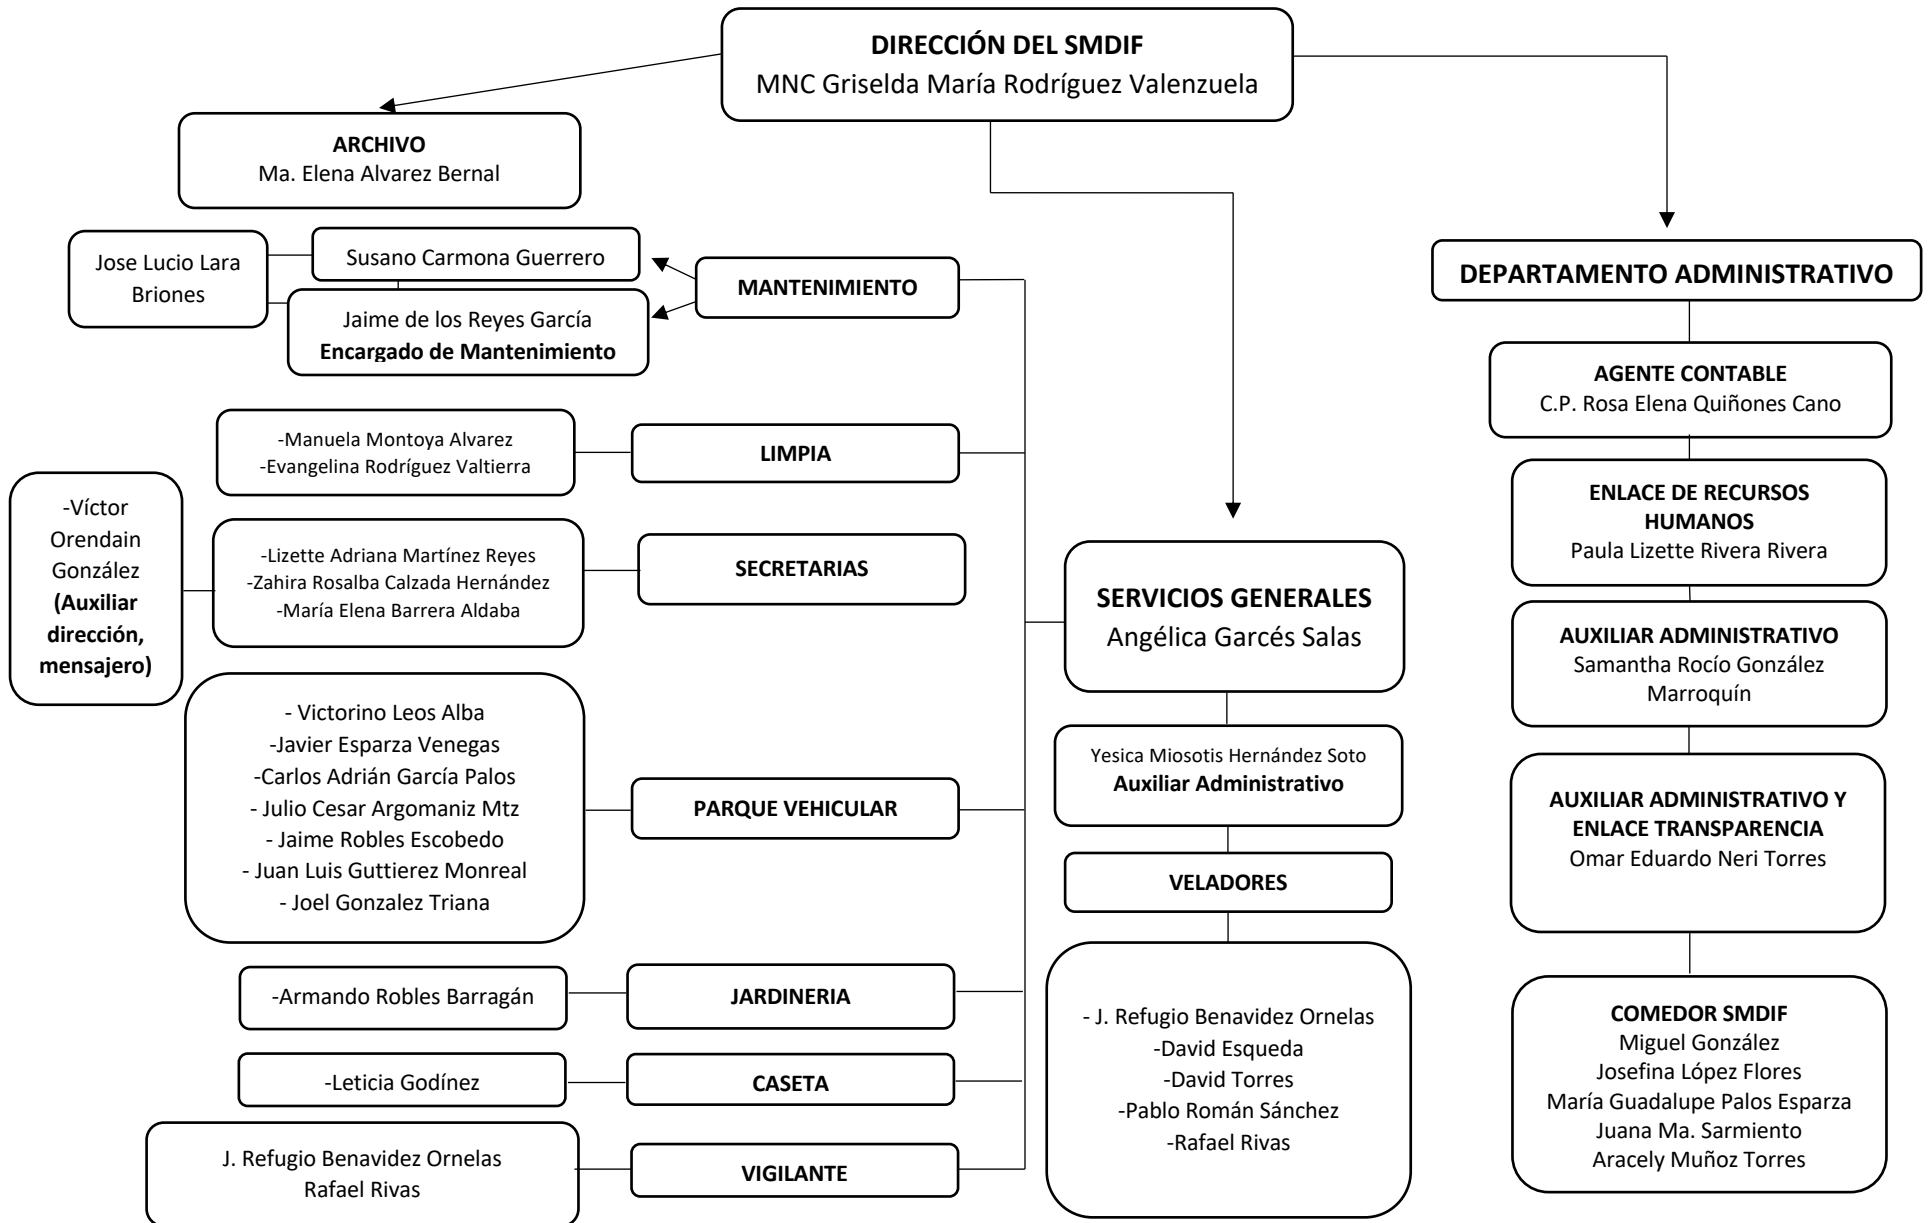 DIRECCIÓN DEL SMDIF
MNC Griselda María Rodríguez Valenzuela
ARCHIVO
Ma. Elena Alvarez Bernal
Jose Lucio Lara
Briones
Susano Carmona Guerrero
Jaime de los Reyes García
Encargado de Mantenimiento
MANTENIMIENTO
-Manuela Montoya Alvarez
-Evangelina Rodríguez Valtierra
LIMPIA
-Víctor
Orendain
González
(Auxiliar
dirección,
mensajero)
-Lizette Adriana Martínez Reyes
-Zahira Rosalba Calzada Hernández
-María Elena Barrera Aldaba
SECRETARIAS
- Victorino Leos Alba
-Javier Esparza Venegas
-Carlos Adrián García Palos
- Julio Cesar Argomaniz Mtz
- Jaime Robles Escobedo
- Juan Luis Guttierez Monreal
- Joel Gonzalez Triana
PARQUE VEHICULAR
-Armando Robles Barragán
JARDINERIA
-Leticia Godínez
CASETA
J. Refugio Benavidez Ornelas
Rafael Rivas
VIGILANTE
SERVICIOS GENERALES
Angélica Garcés Salas
Yesica Miosotis Hernández Soto
Auxiliar Administrativo
VELADORES
- J. Refugio Benavidez Ornelas
-David Esqueda
-David Torres
-Pablo Román Sánchez
-Rafael Rivas
DEPARTAMENTO ADMINISTRATIVO
AGENTE CONTABLE
C.P. Rosa Elena Quiñones Cano
ENLACE DE RECURSOS
HUMANOS
Paula Lizette Rivera Rivera
AUXILIAR ADMINISTRATIVO
Samantha Rocío González
Marroquín
AUXILIAR ADMINISTRATIVO Y
ENLACE TRANSPARENCIA
Omar Eduardo Neri Torres
COMEDOR SMDIF
Miguel González
Josefina López Flores
María Guadalupe Palos Esparza
Juana Ma. Sarmiento
Aracely Muñoz Torres